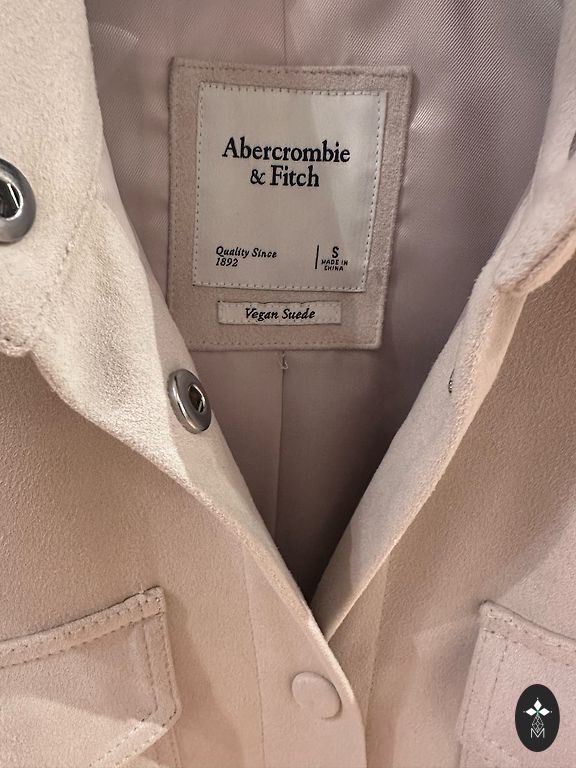 Abercrombie
& Fitch
Quality Since
1892
S
MADE IN
CHINA
Vegan Suede
M